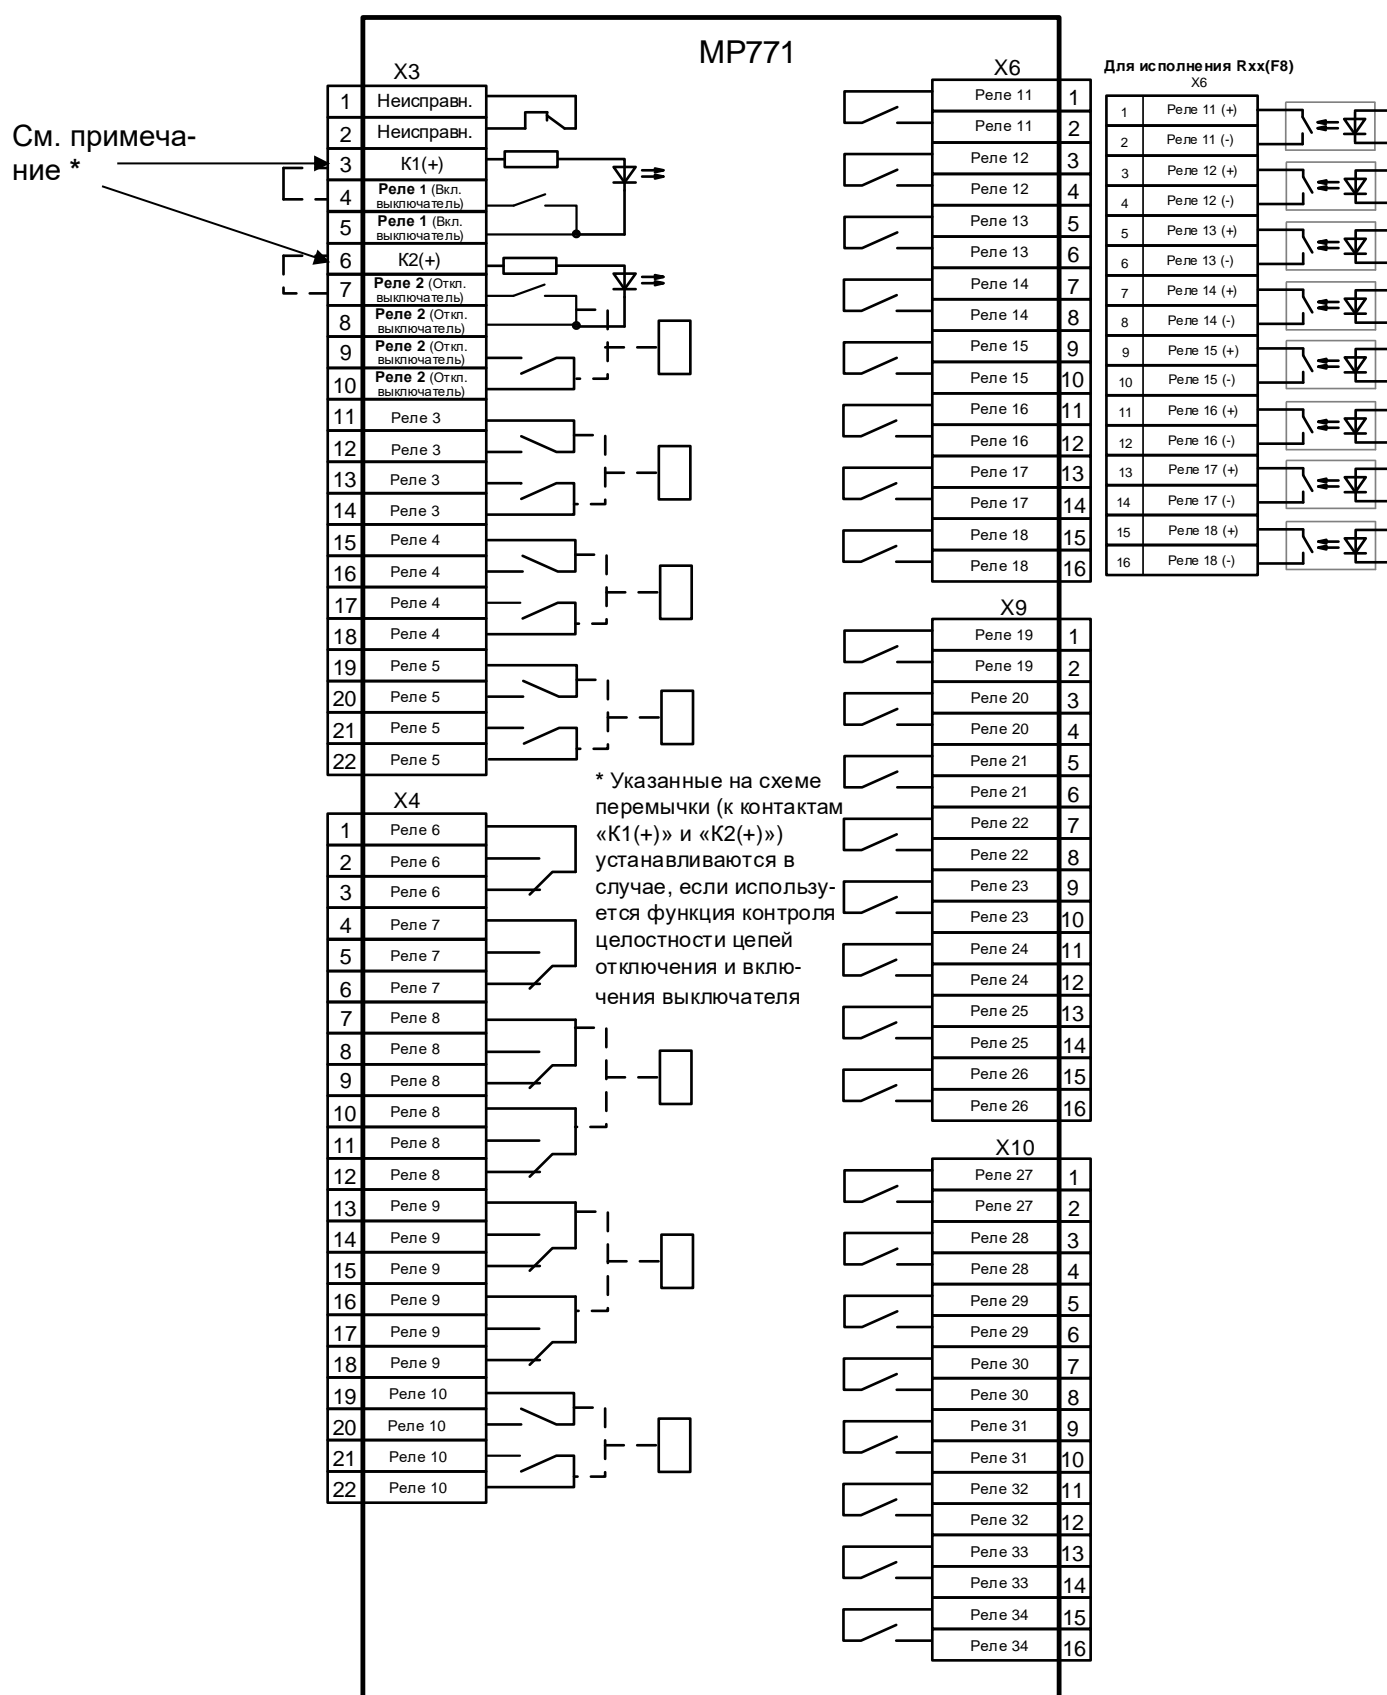 МР771
См. примеча-
ние *
X3
1 Неисправн.
2 Неисправн.
3 К1(+)
4 Реле 1 (Вкл.
выключатель)
5 Реле 1 (Вкл.
выключатель)
6 К2(+)
7 Реле 2 (Откл.
выключатель)
8 Реле 2 (Откл.
выключатель)
9 Реле 2 (Откл.
выключатель)
10 Реле 2 (Откл.
выключатель)
11 Реле 3
12 Реле 3
13 Реле 3
14 Реле 3
15 Реле 4
16 Реле 4
17 Реле 4
18 Реле 4
19 Реле 5
20 Реле 5
21 Реле 5
22 Реле 5
X4
1 Реле 6
2 Реле 6
3 Реле 6
4 Реле 7
5 Реле 7
6 Реле 7
7 Реле 8
8 Реле 8
9 Реле 8
10 Реле 8
11 Реле 8
12 Реле 8
13 Реле 9
14 Реле 9
15 Реле 9
16 Реле 9
17 Реле 9
18 Реле 9
19 Реле 10
20 Реле 10
21 Реле 10
22 Реле 10
* Указанные на схеме
перемычки (к контактам
«К1(+)» и «К2(+)»)
устанавливаются в
случае, если использу-
ется функция контроля
целостности цепей
отключения и вклю-
чения выключателя
X6
Реле 11 1
Реле 11 2
Реле 12 3
Реле 12 4
Реле 13 5
Реле 13 6
Реле 14 7
Реле 14 8
Реле 15 9
Реле 15 10
Реле 16 11
Реле 16 12
Реле 17 13
Реле 17 14
Реле 18 15
Реле 18 16
X9
Реле 19 1
Реле 19 2
Реле 20 3
Реле 20 4
Реле 21 5
Реле 21 6
Реле 22 7
Реле 22 8
Реле 23 9
Реле 23 10
Реле 24 11
Реле 24 12
Реле 25 13
Реле 25 14
Реле 26 15
Реле 26 16
X10
Реле 27 1
Реле 27 2
Реле 28 3
Реле 28 4
Реле 29 5
Реле 29 6
Реле 30 7
Реле 30 8
Реле 31 9
Реле 31 10
Реле 32 11
Реле 32 12
Реле 33 13
Реле 33 14
Реле 34 15
Реле 34 16
Для исполнения Rxx(F8)
X6
1 Реле 11 (+)
2 Реле 11 (-)
3 Реле 12 (+)
4 Реле 12 (-)
5 Реле 13 (+)
6 Реле 13 (-)
7 Реле 14 (+)
8 Реле 14 (-)
9 Реле 15 (+)
10 Реле 15 (-)
11 Реле 16 (+)
12 Реле 16 (-)
13 Реле 17 (+)
14 Реле 17 (-)
15 Реле 18 (+)
16 Реле 18 (-)